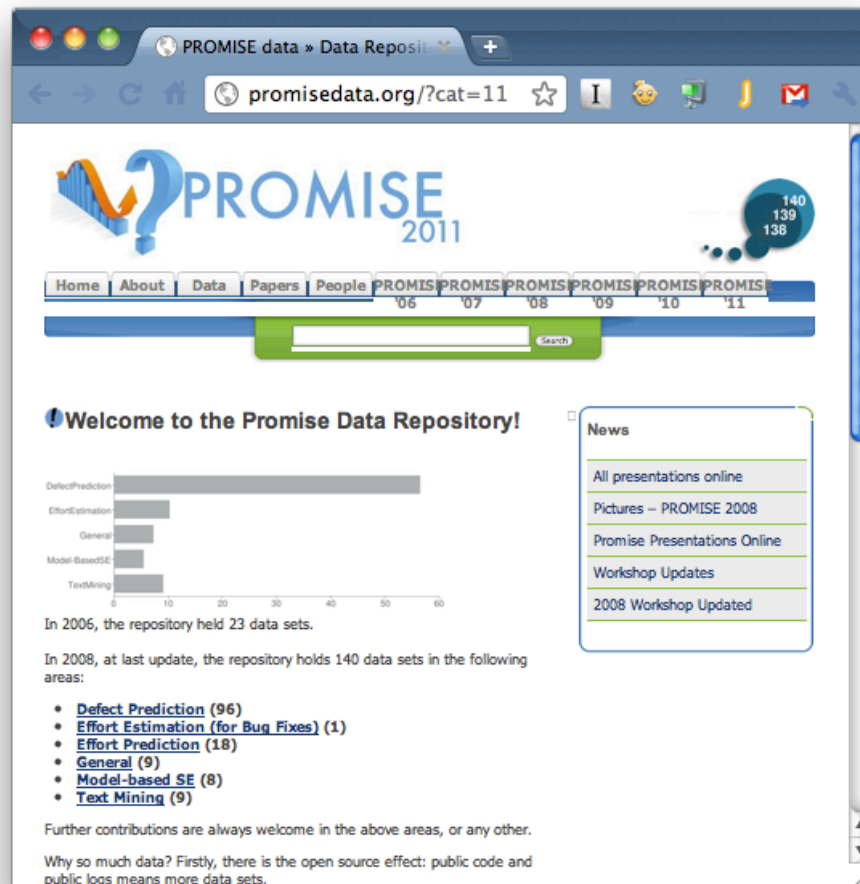 PROMISE data » Data Reposit
promisedata.org/?cat=11
PROMISE
2011
140
139
138
Home About Data Papers People PROMISE PROMISE PROMISE PROMISE PROMISE PROMISE
'06 '07 '08 '09 '10 '11
Search
Welcome to the Promise Data Repository!
DefectPrediction
EffortEstimation
General
Model-BasedSE
TextMining
0 10 20 30 40 50 60
In 2006, the repository held 23 data sets.
In 2008, at last update, the repository holds 140 data sets in the following
areas:
Defect Prediction (96)
Effort Estimation (for Bug Fixes) (1)
Effort Prediction (18)
General (9)
Model-based SE (8)
Text Mining (9)
Further contributions are always welcome in the above areas, or any other.
Why so much data? Firstly, there is the open source effect: public code and
public logs means more data sets.
News
All presentations online
Pictures – PROMISE 2008
Promise Presentations Online
Workshop Updates
2008 Workshop Updated